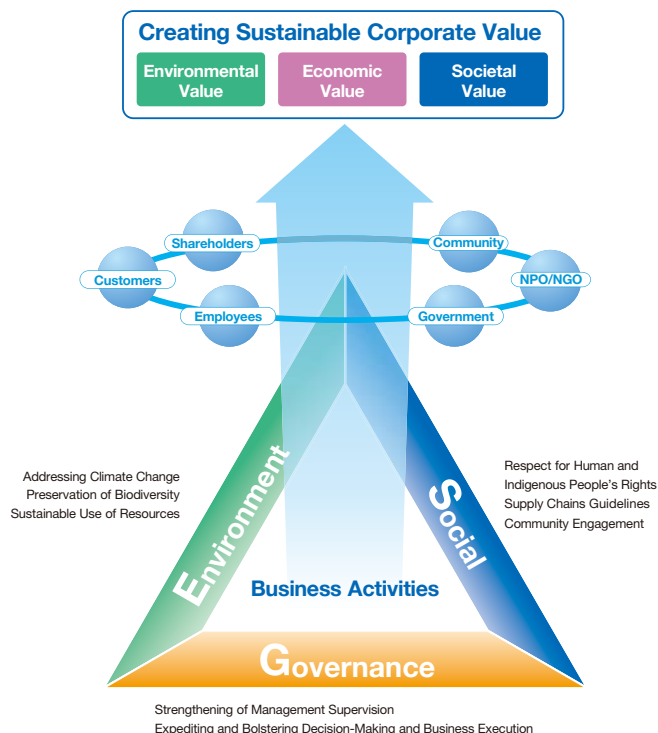 Creating Sustainable Corporate Value
Environmental
Value
Economic
Value
Societal
Value
Shareholders
Community
Customers
NPO/NGO
Employees
Government
Addressing Climate Change
Preservation of Biodiversity
Sustainable Use of Resources
Environment
Social
Respect for Human and
Indigenous People's Rights
Supply Chains Guidelines
Community Engagement
Business Activities
Governance
Strengthening of Management Supervision
Expediting and Bolstering Decision-Making and Business Execution